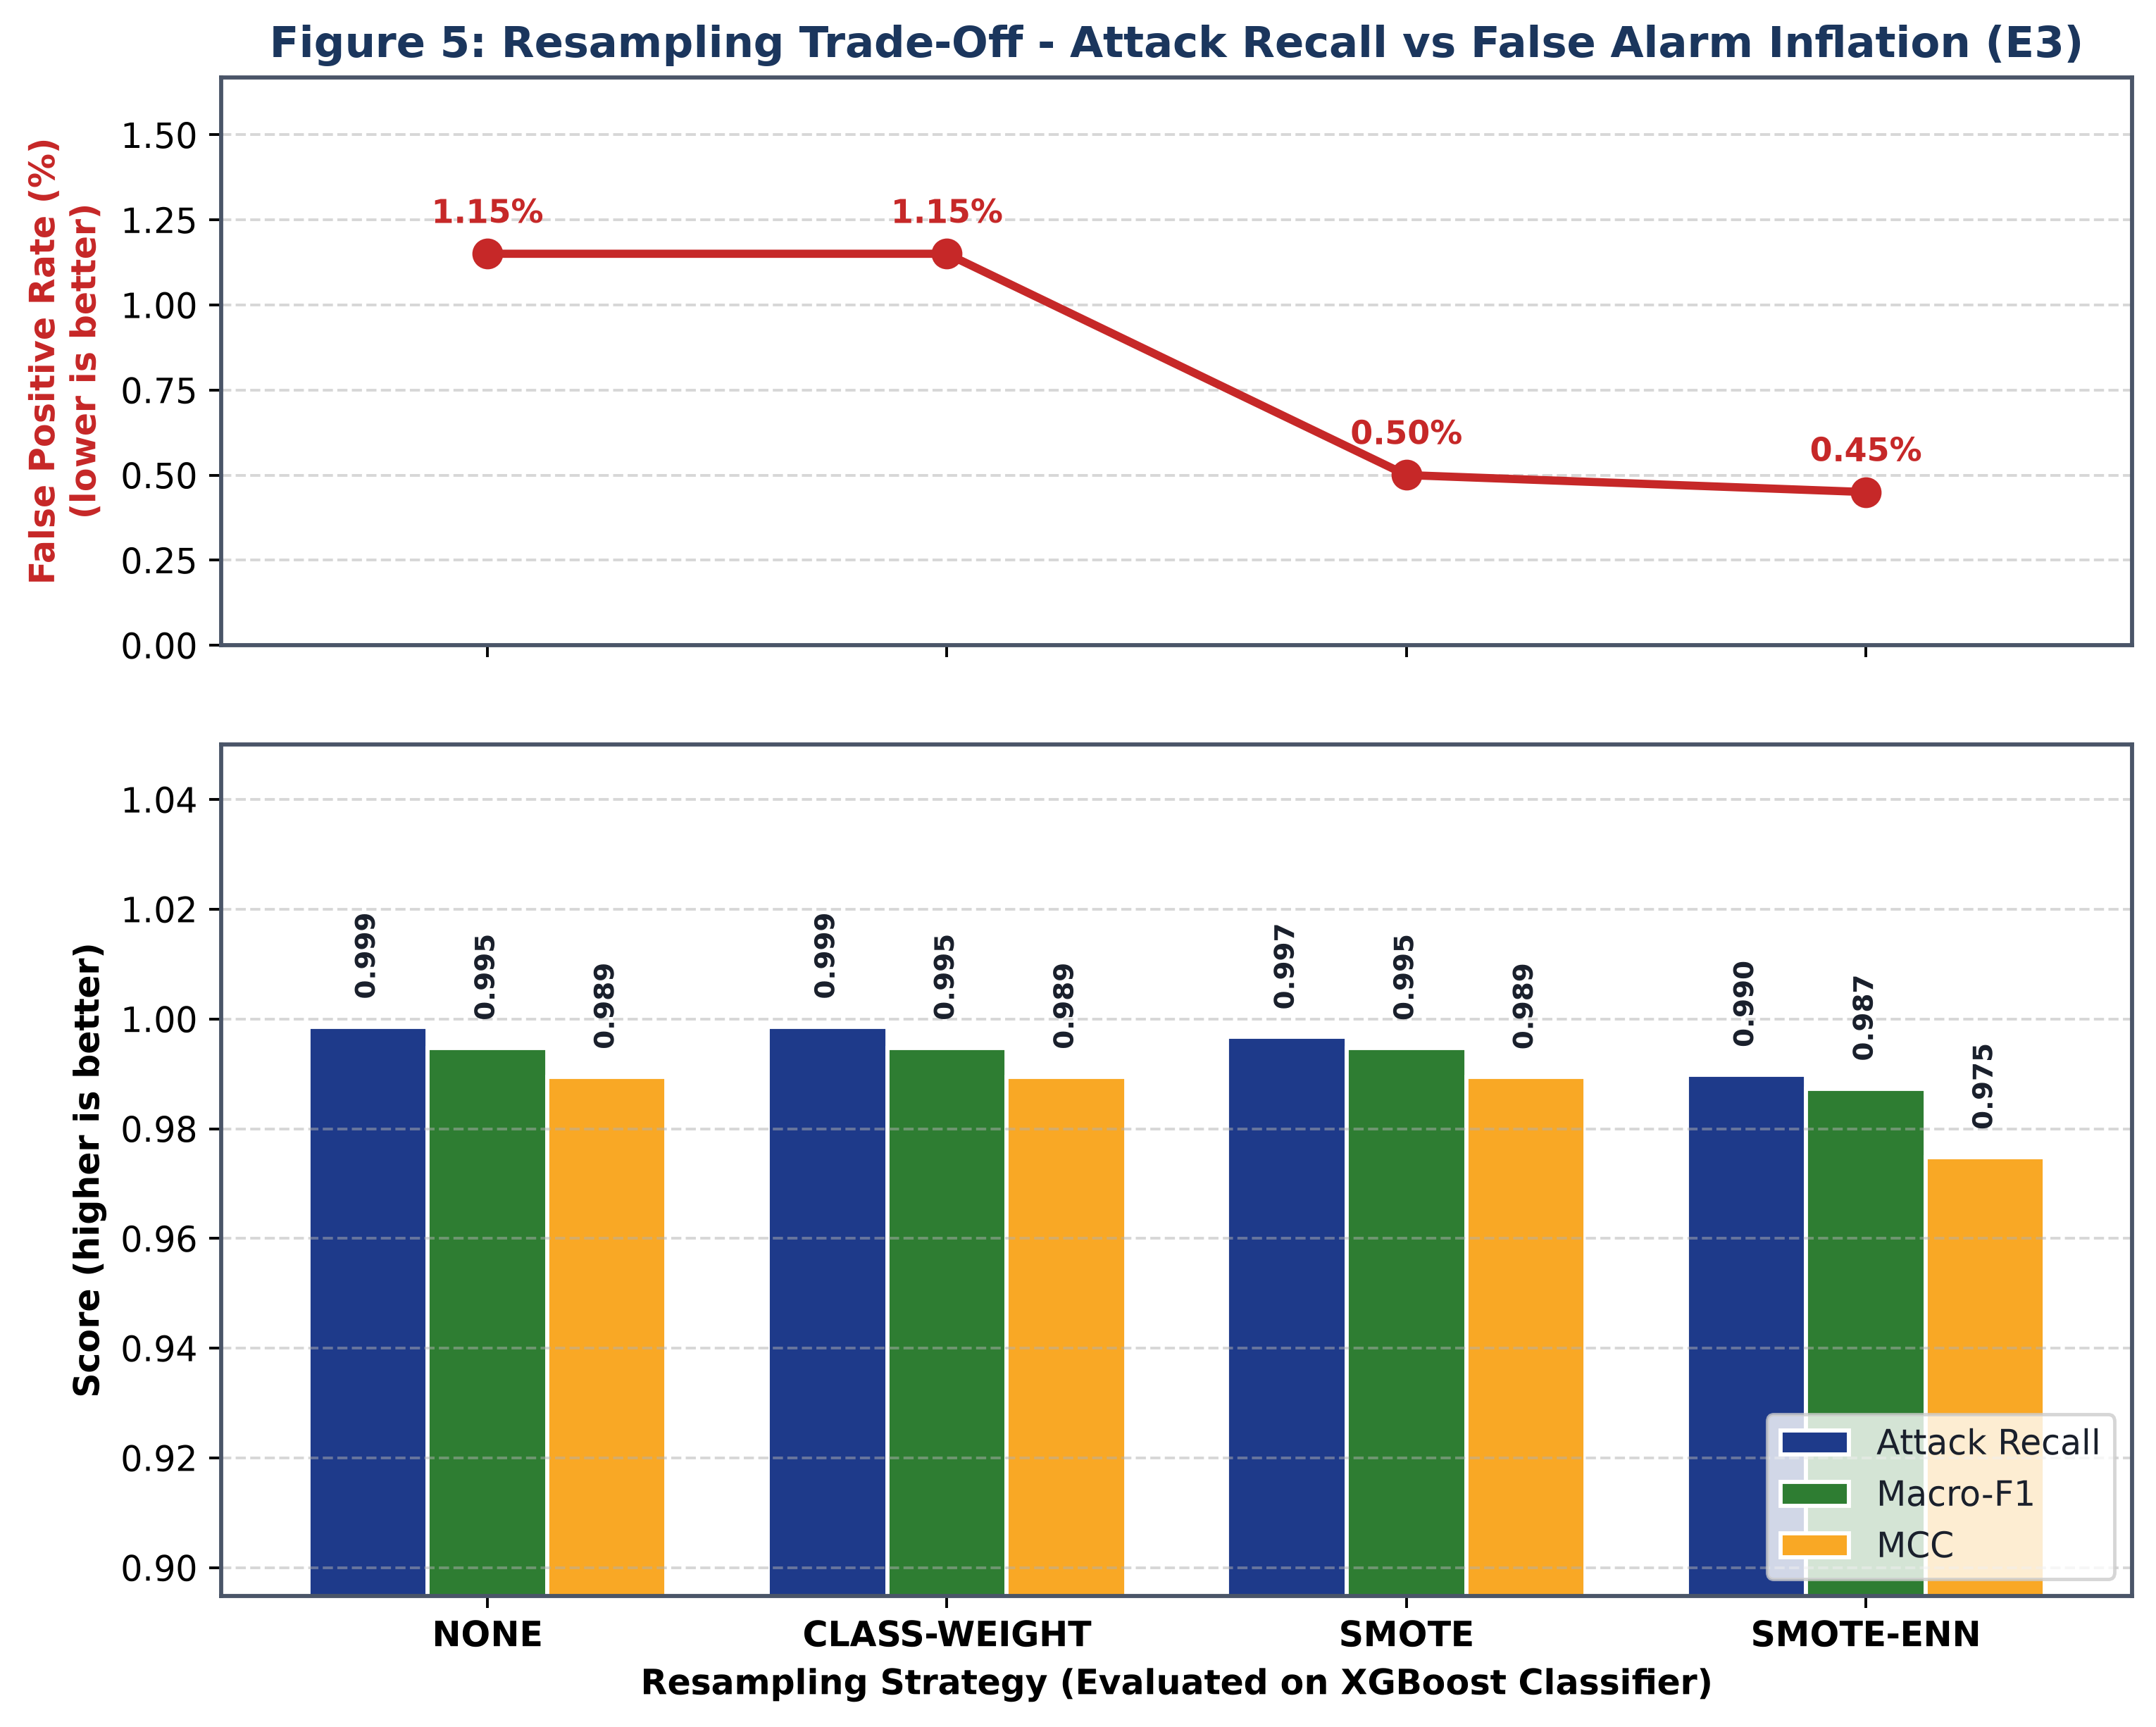 Figure 5: Resampling Trade-Off - Attack Recall vs False Alarm Inflation (E3)
False Positive Rate (%)
(lower is better)
1.50
1.25
1.00
0.75
0.50
0.25
0.00
1.15%
1.15%
0.50%
0.45%
Score (higher is better)
1.04
1.02
1.00
0.98
0.96
0.94
0.92
0.90
0.999
0.995
0.989
0.999
0.995
0.989
0.997
0.995
0.989
0.990
0.987
0.975
Attack Recall
Macro-F1
MCC
NONE
CLASS-WEIGHT
SMOTE
SMOTE-ENN
Resampling Strategy (Evaluated on XGBoost Classifier)